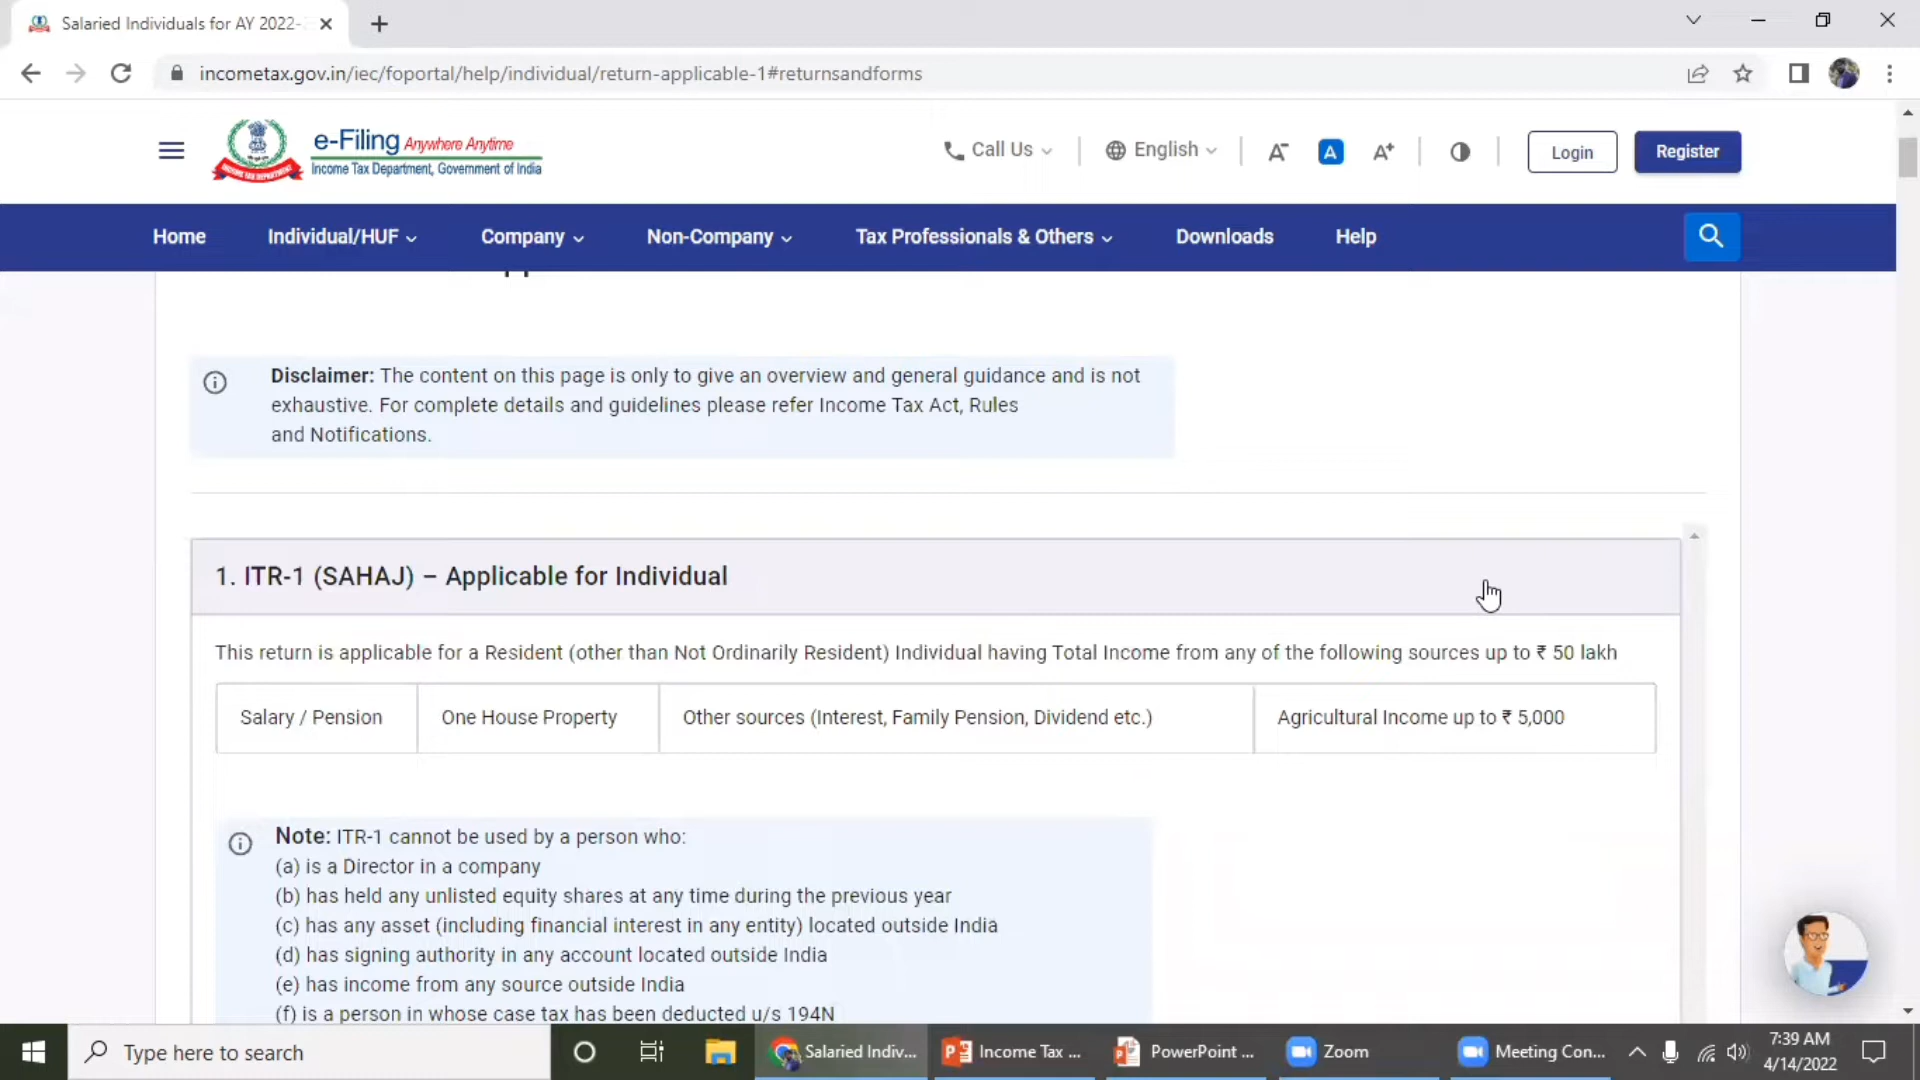 Salaried Individuals for AY 2022-
incometax.gov.in/iec/foportal/help/individual/return-applicable-1#returnsandforms
e-Filing Anywhere Anytime
Income Tax Department, Government of India
Call Us
English
A-
A
A+
Login
Register
Home
Individual/HUF
Company
Non-Company
Tax Professionals & Others
Downloads
Help
Disclaimer: The content on this page is only to give an overview and general guidance and is not
exhaustive. For complete details and guidelines please refer Income Tax Act, Rules
and Notifications.
1. ITR-1 (SAHAJ) – Applicable for Individual
This return is applicable for a Resident (other than Not Ordinarily Resident) Individual having Total Income from any of the following sources up to ₹ 50 lakh
Salary / Pension
One House Property
Other sources (Interest, Family Pension, Dividend etc.)
Agricultural Income up to ₹ 5,000
Note: ITR-1 cannot be used by a person who:
(a) is a Director in a company
(b) has held any unlisted equity shares at any time during the previous year
(c) has any asset (including financial interest in any entity) located outside India
(d) has signing authority in any account located outside India
(e) has income from any source outside India
(f) is a person in whose case tax has been deducted u/s 194N
Type here to search
Salaried Indiv...
Income Tax ...
PowerPoint ...
Zoom
Meeting Con...
7:39 AM
4/14/2022